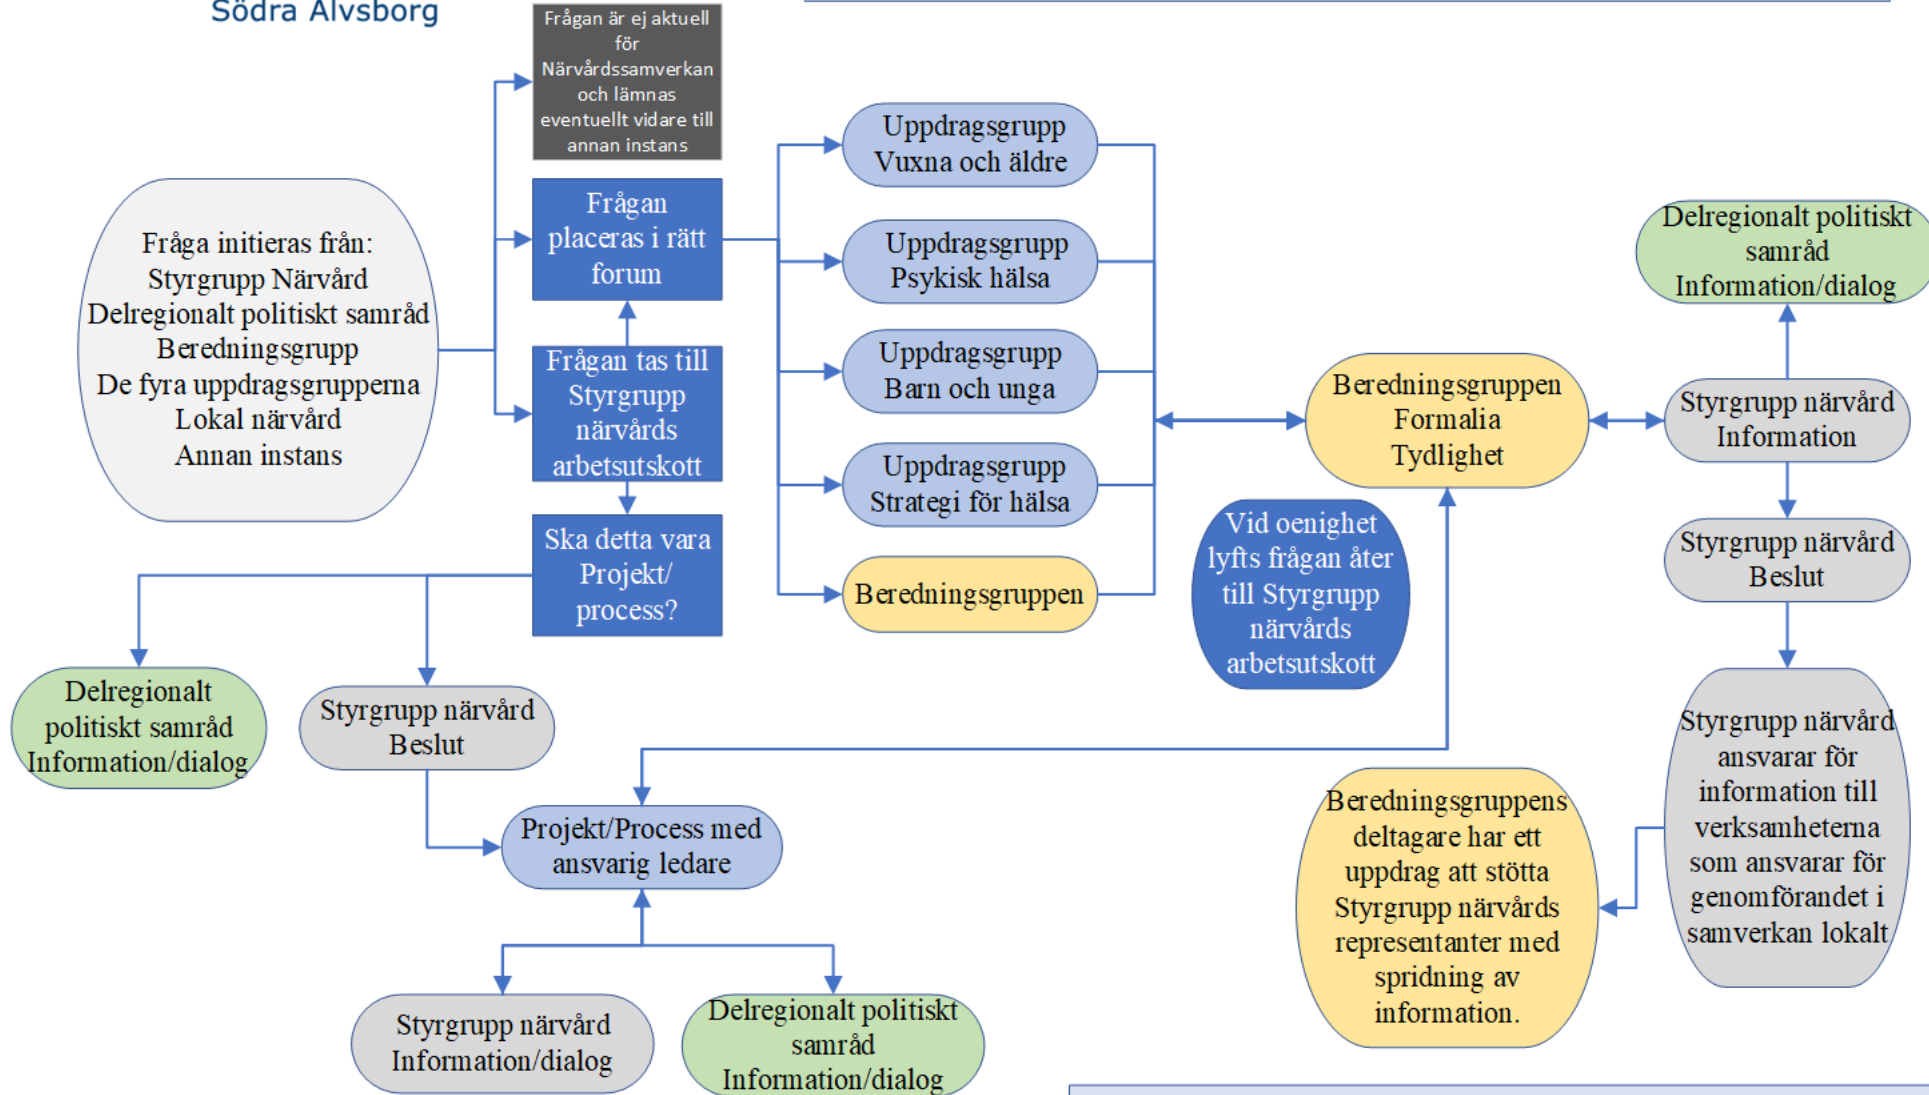 Södra Älvsborg
Frågan är ej aktuell
för
Närvårdssamverkan
och lämnas
eventuellt vidare till
annan instans
Fråga initieras från:
Styrgrupp Närvård
Delregionalt politiskt samråd
Beredningsgrupp
De fyra uppdragsgrupperna
Lokal närvård
Annan instans
Frågan
placeras i rätt
forum
Frågan tas till
Styrgrupp
närvårds
arbetsutskott
Ska detta vara
Projekt/
process?
Uppdragsgrupp
Vuxna och äldre
Uppdragsgrupp
Psykisk hälsa
Uppdragsgrupp
Barn och unga
Uppdragsgrupp
Strategi för hälsa
Beredningsgruppen
Beredningsgruppen
Formalia
Tydlighet
Vid oenighet
lyfts frågan åter
till Styrgrupp
närvårds
arbetsutskott
Delregionalt politiskt
samråd
Information/dialog
Styrgrupp närvård
Information
Styrgrupp närvård
Beslut
Styrgrupp närvård
ansvarar för
information till
verksamheterna
som ansvarar för
genomförandet i
samverkan lokalt
Beredningsgruppens
deltagare har ett
uppdrag att stötta
Styrgrupp närvårds
representanter med
spridning av
information.
Delregionalt
politiskt samråd
Information/dialog
Styrgrupp närvård
Beslut
Projekt/Process med
ansvarig ledare
Styrgrupp närvård
Information/dialog
Delregionalt politiskt
samråd
Information/dialog